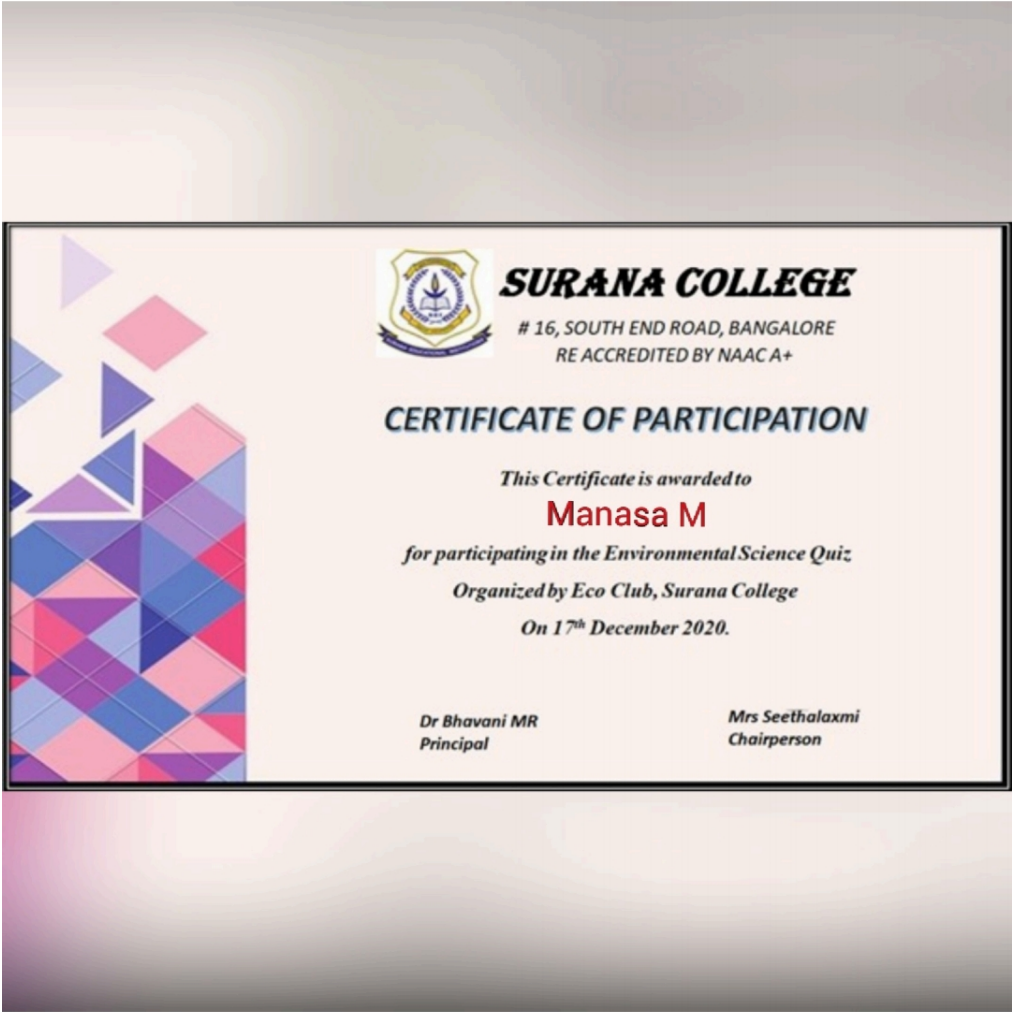 SURANA COLLEGE
# 16, SOUTH END ROAD, BANGALORE
RE ACCREDITED BY NAAC A+
CERTIFICATE OF PARTICIPATION
This Certificate is awarded to
Manasa M
for participating in the Environmental Science Quiz
Organized by Eco Club, Surana College
On 17th December 2020.
Dr Bhavani MR
Principal
Mrs Seethalaxmi
Chairperson